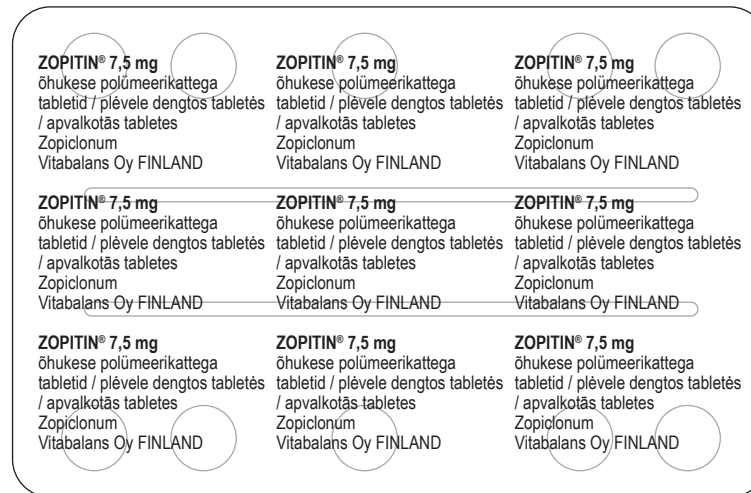 ZOPITIN® 7,5 mg
õhukese polümeerikattega
tabletid / plėvele dengtos tabletės
/ apvalkotās tabletes
Zopiclonum
Vitabalans Oy FINLAND
ZOPITIN® 7,5 mg
õhukese polümeerikattega
tabletid / plėvele dengtos tabletės
/ apvalkotās tabletes
Zopiclonum
Vitabalans Oy FINLAND
ZOPITIN® 7,5 mg
õhukese polümeerikattega
tabletid / plėvele dengtos tabletės
/ apvalkotās tabletes
Zopiclonum
Vitabalans Oy FINLAND
ZOPITIN® 7,5 mg
õhukese polümeerikattega
tabletid / plėvele dengtos tabletės
/ apvalkotās tabletes
Zopiclonum
Vitabalans Oy FINLAND
ZOPITIN® 7,5 mg
õhukese polümeerikattega
tabletid / plėvele dengtos tabletės
/ apvalkotās tabletes
Zopiclonum
Vitabalans Oy FINLAND
ZOPITIN® 7,5 mg
õhukese polümeerikattega
tabletid / plėvele dengtos tabletės
/ apvalkotās tabletes
Zopiclonum
Vitabalans Oy FINLAND
ZOPITIN® 7,5 mg
õhukese polümeerikattega
tabletid / plėvele dengtos tabletės
/ apvalkotās tabletes
Zopiclonum
Vitabalans Oy FINLAND
ZOPITIN® 7,5 mg
õhukese polümeerikattega
tabletid / plėvele dengtos tabletės
/ apvalkotās tabletes
Zopiclonum
Vitabalans Oy FINLAND
ZOPITIN® 7,5 mg
õhukese polümeerikattega
tabletid / plėvele dengtos tabletės
/ apvalkotās tabletes
Zopiclonum
Vitabalans Oy FINLAND